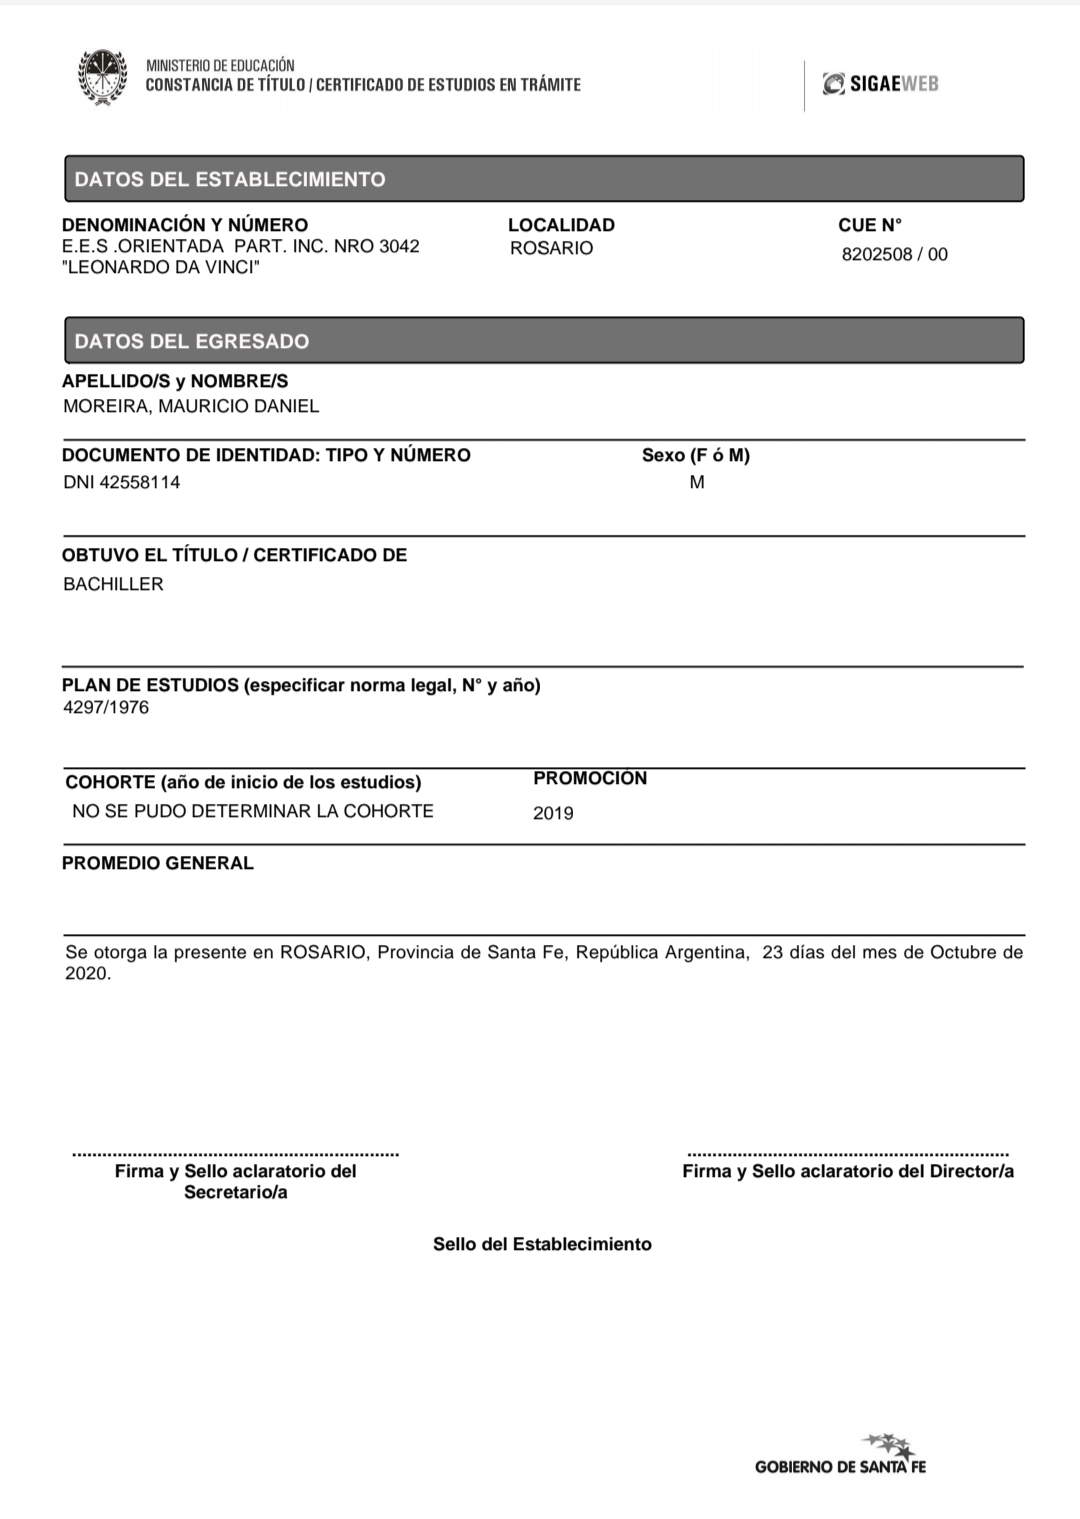 MINISTERIO DE EDUCACIÓN
CONSTANCIA DE TÍTULO / CERTIFICADO DE ESTUDIOS EN TRÁMITE
SIGAEWEB
DATOS DEL ESTABLECIMIENTO
DENOMINACIÓN Y NÚMERO
LOCALIDAD
CUE N°
E.E.S .ORIENTADA PART. INC. NRO 3042
"LEONARDO DA VINCI"
ROSARIO
8202508 / 00
DATOS DEL EGRESADO
APELLIDO/S y NOMBRE/S
MOREIRA, MAURICIO DANIEL
DOCUMENTO DE IDENTIDAD: TIPO Y NÚMERO
Sexo (F ó M)
DNI 42558114
M
OBTUVO EL TÍTULO / CERTIFICADO DE
BACHILLER
PLAN DE ESTUDIOS (especificar norma legal, N° y año)
4297/1976
COHORTE (año de inicio de los estudios)
PROMOCIÓN
NO SE PUDO DETERMINAR LA COHORTE
2019
PROMEDIO GENERAL
Se otorga la presente en ROSARIO, Provincia de Santa Fe, República Argentina, 23 días del mes de Octubre de
2020.
Firma y Sello aclaratorio del
Secretario/a
Firma y Sello aclaratorio del Director/a
Sello del Establecimiento
GOBIERNO DE SANTA FE